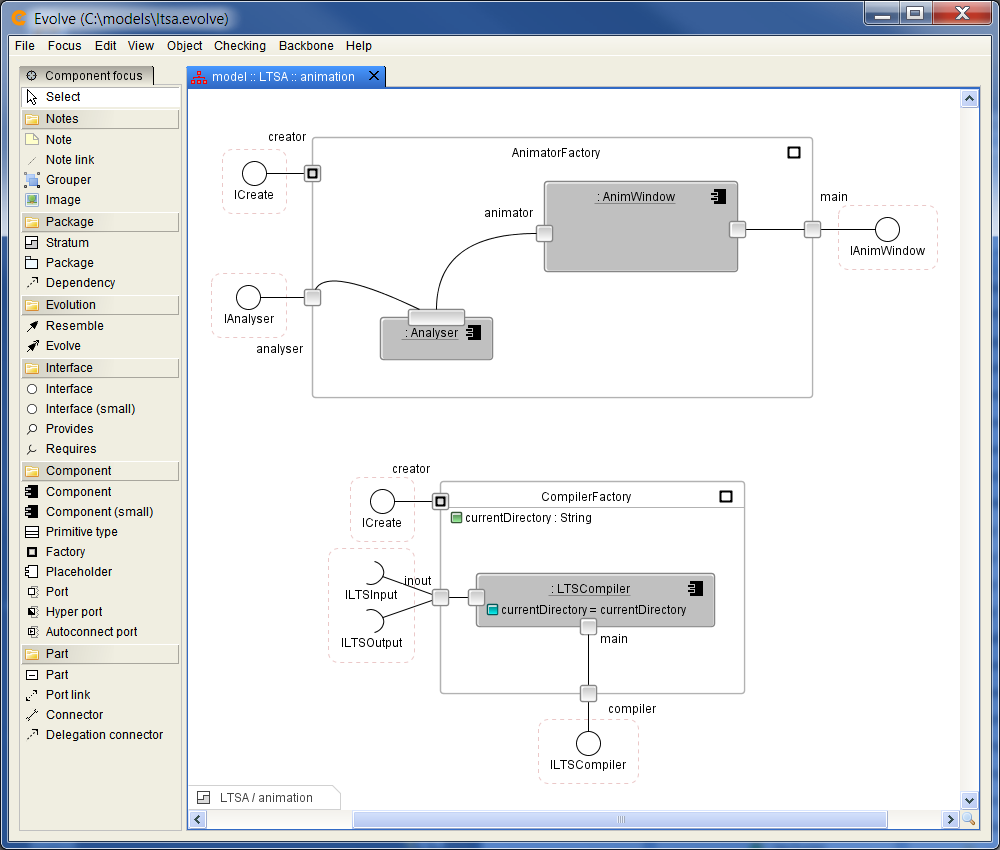 Evolve (C:\models\ltsa.evolve)
File Focus Edit View Object Checking Backbone Help
Component focus
Select
Notes
Note
Note link
Grouper
Image
Package
Stratum
Package
Dependency
Evolution
Resemble
Evolve
Interface
Interface
Interface (small)
Provides
Requires
Component
Component
Component (small)
Primitive type
Factory
Placeholder
Port
Hyper port
Autoconnect port
Part
Part
Port link
Connector
Delegation connector
model :: LTSA :: animation
creator
ICreate
AnimatorFactory
: AnimWindow
animator
main
IAnimWindow
IAnalyser
analyser
: Analyser
creator
ICreate
CompilerFactory
currentDirectory : String
inout
ILTSInput
ILTSOutput
: LTSCompiler
currentDirectory = currentDirectory
main
compiler
ILTSCompiler
LTSA / animation